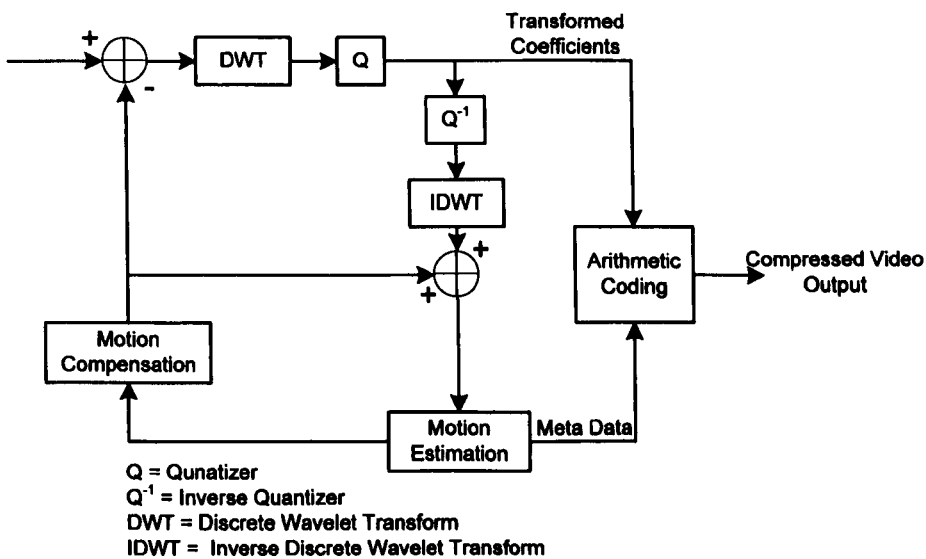 Transformed
Coefficients
+
DWT
Q
-
Q⁻¹
IDWT
+
+
Arithmetic
Coding
Compressed Video
Output
Motion
Compensation
Motion
Estimation
Meta Data
Q = Qunatizer
Q⁻¹ = Inverse Quantizer
DWT = Discrete Wavelet Transform
IDWT = Inverse Discrete Wavelet Transform